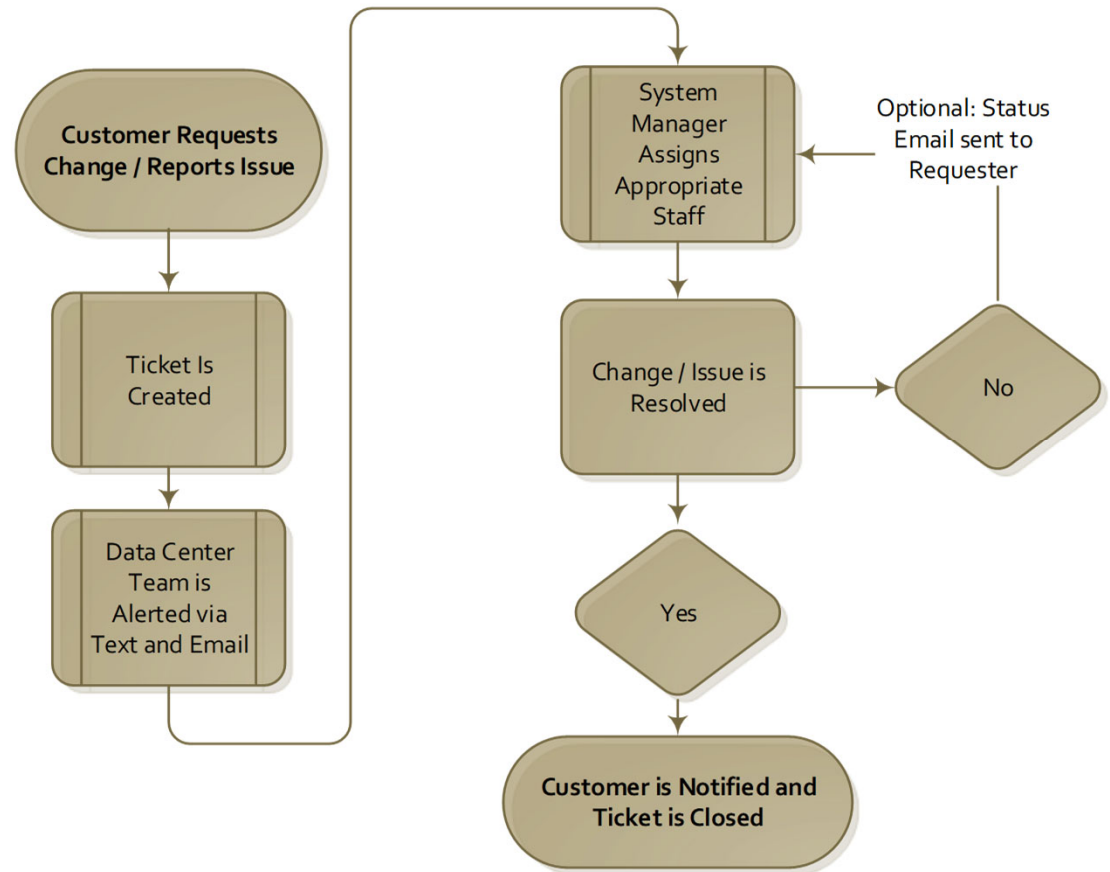 Customer Requests
Change / Reports Issue
Ticket Is
Created
Data Center
Team is
Alerted via
Text and Email
System
Manager
Assigns
Appropriate
Staff
Optional: Status
Email sent to
Requester
Change / Issue is
Resolved
No
Yes
Customer is Notified and
Ticket is Closed